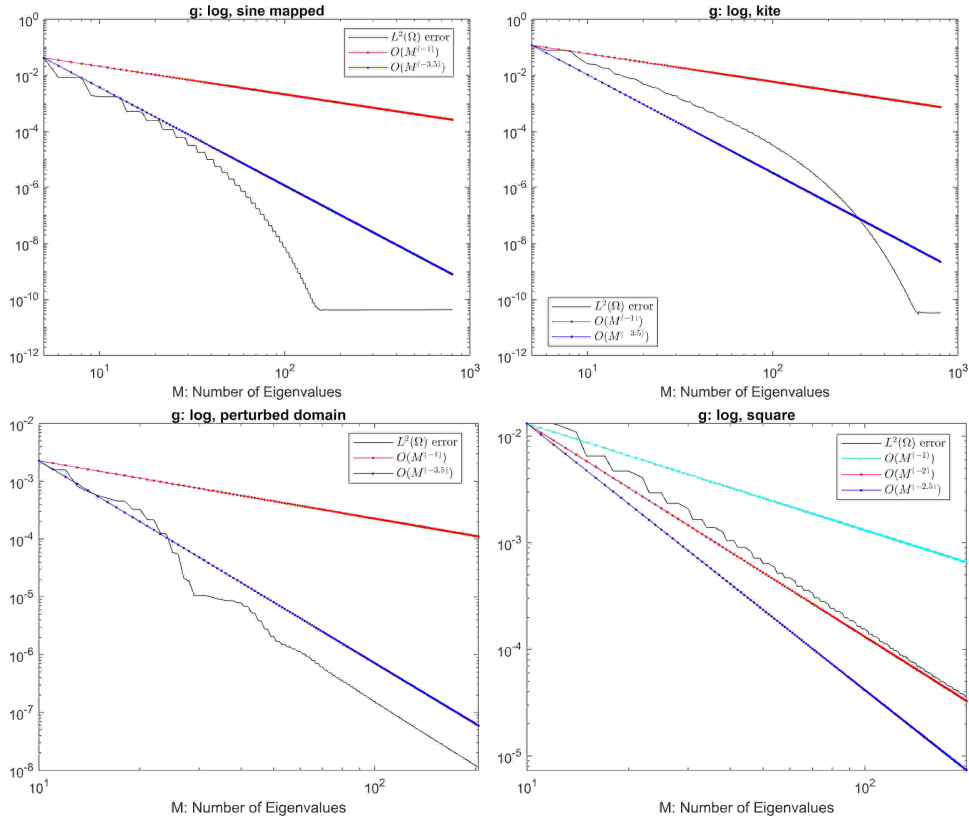 g: log, sine mapped
10^0
10^-2
10^-4
10^-6
10^-8
10^-10
10^-12
L^2(Ω) error
O(M^(-1))
O(M^(-3.5))
10^1
10^2
10^3
M: Number of Eigenvalues
g: log, kite
10^0
10^-2
10^-4
10^-6
10^-8
10^-10
10^-12
L^2(Ω) error
O(M^(-1))
O(M^(-3.5))
10^1
10^2
10^3
M: Number of Eigenvalues
g: log, perturbed domain
10^-2
10^-3
10^-4
10^-5
10^-6
10^-7
10^-8
L^2(Ω) error
O(M^(-1))
O(M^(-3.5))
10^1
10^2
M: Number of Eigenvalues
g: log, square
10^-2
10^-3
10^-4
10^-5
L^2(Ω) error
O(M^(-1))
O(M^(-2))
O(M^(-2.5))
10^1
10^2
M: Number of Eigenvalues